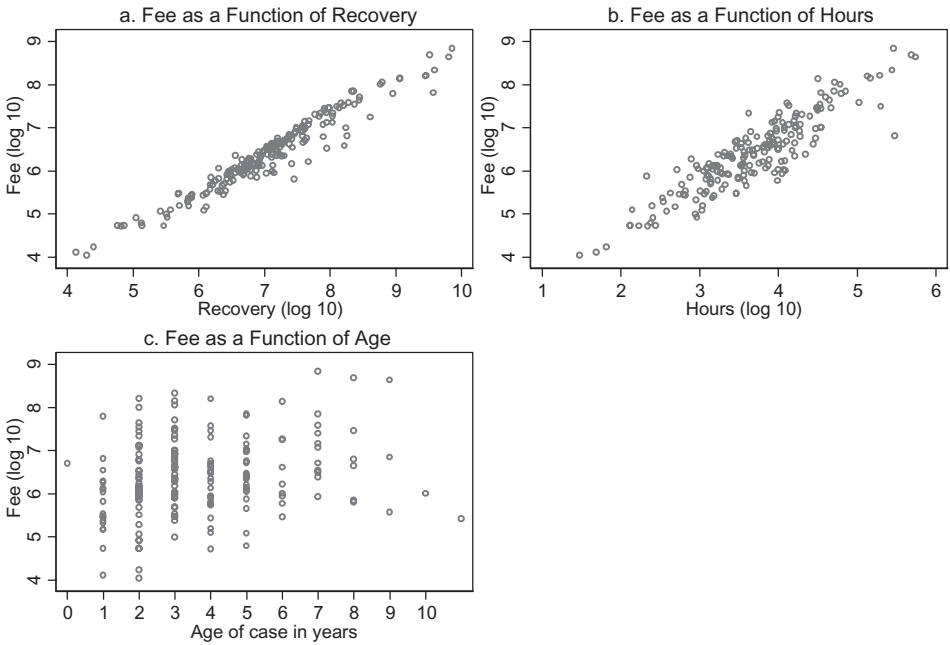 a. Fee as a Function of Recovery
Fee (log 10)
9
8
7
6
5
4
4 5 6 7 8 9 10
Recovery (log 10)
b. Fee as a Function of Hours
Fee (log 10)
9
8
7
6
5
4
1 2 3 4 5 6
Hours (log 10)
c. Fee as a Function of Age
Fee (log 10)
9
8
7
6
5
4
0 1 2 3 4 5 6 7 8 9 10
Age of case in years